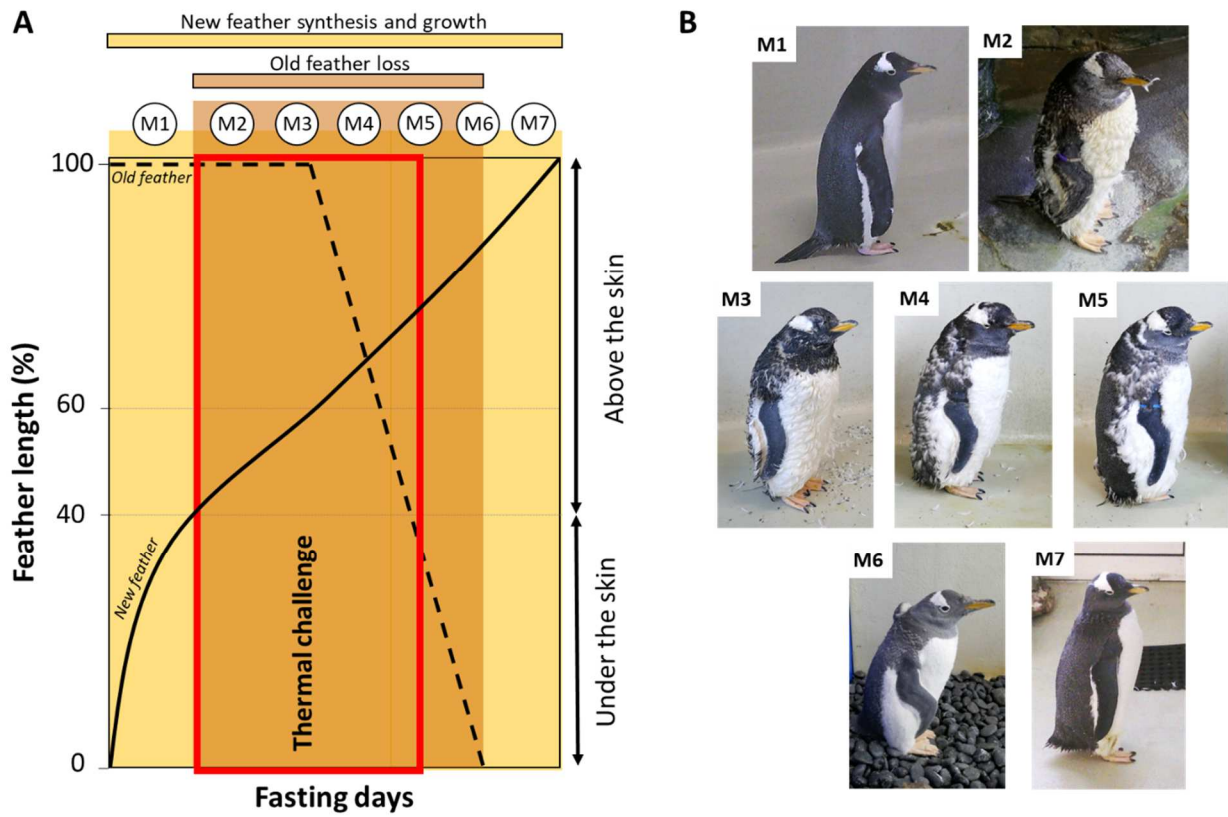 A
New feather synthesis and growth
Old feather loss
M1 M2 M3 M4 M5 M6 M7
100
Old feather
60
40
0
New feather
Thermal challenge
Feather length (%)
Fasting days
Above the skin
Under the skin
B
M1
M2
M3
M4
M5
M6
M7